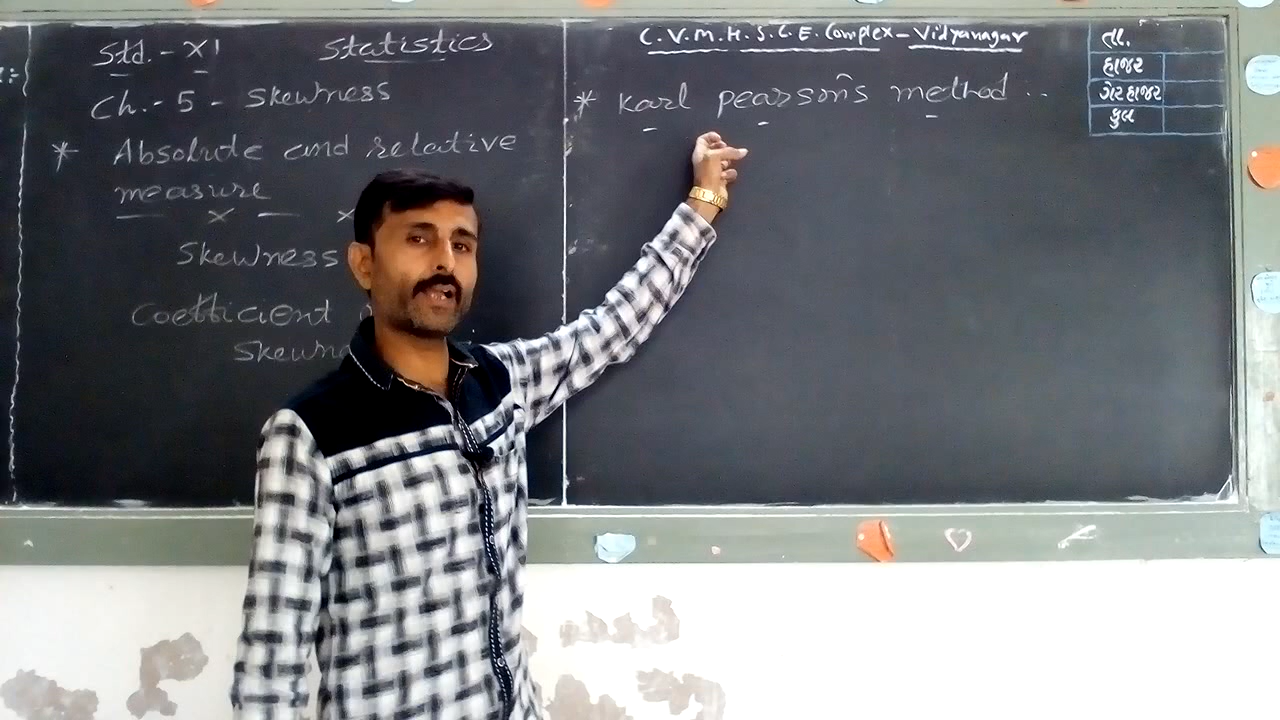 Std. - XI Statistics
Ch. - 5 - Skewness
* Absolute and relative
measure
Skewness
Coefficient
* Karl pearson's method ..
C.V.M.H.S.C.E. Complex - Vidyanagar
તા.
હાજર
ગેરહાજર
કુલ